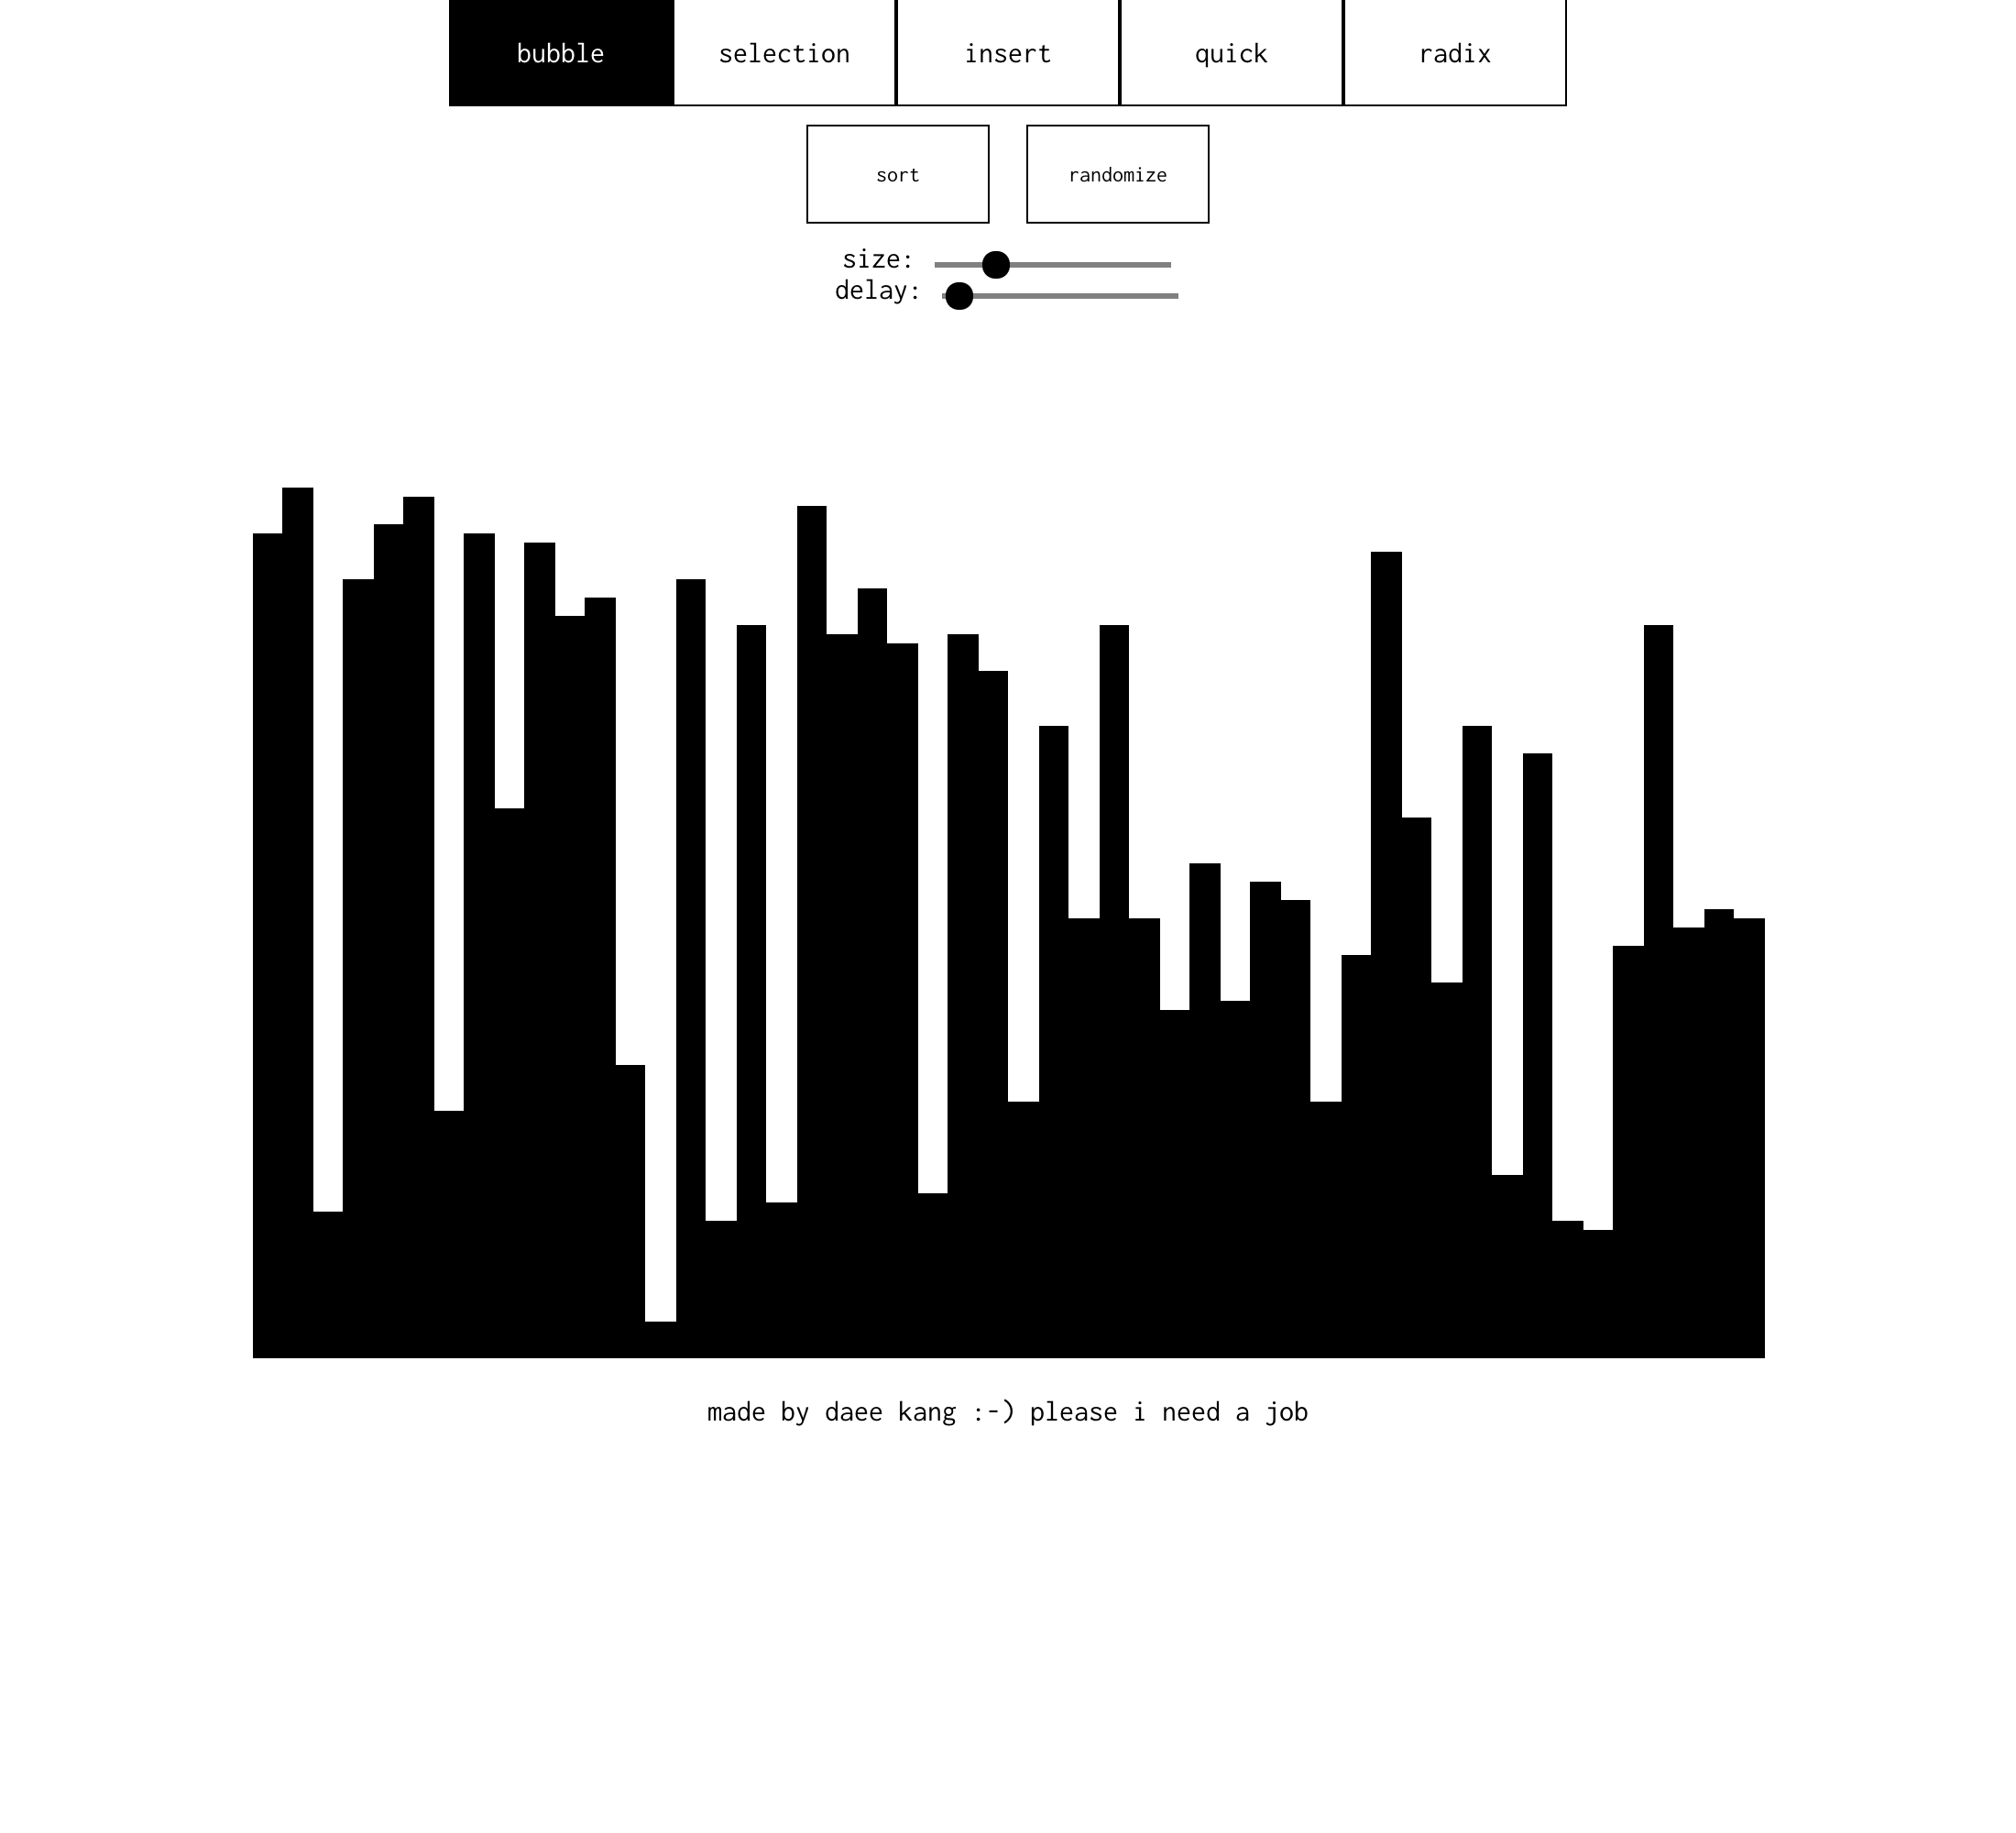 bubble selection insert quick radix
sort randomize
size:
delay:
made by daee kang :-) please i need a job